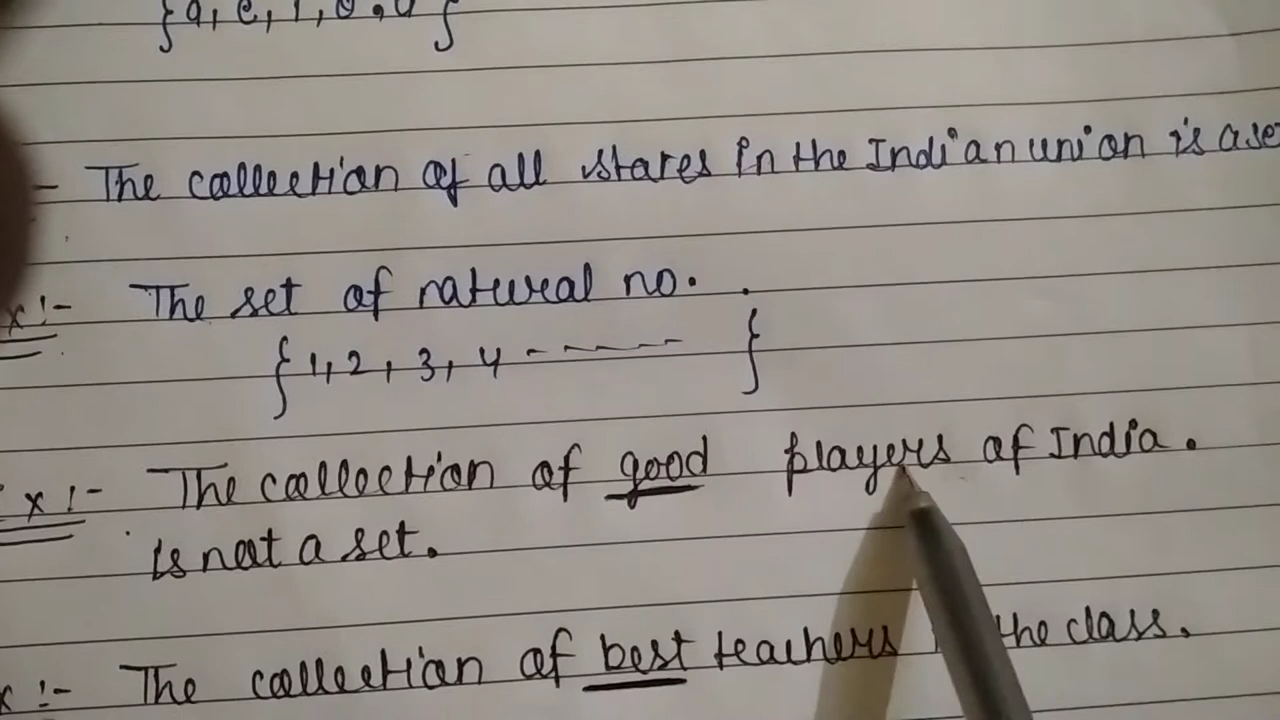 {a, e, i, o, u}
- The collection of all states in the Indian union is a set
Ex :- The set of natural no.
{ 1, 2, 3, 4 ------ }
Ex :- The collection of good players of India.
is not a set.
Ex :- The collection of best teachers the class.